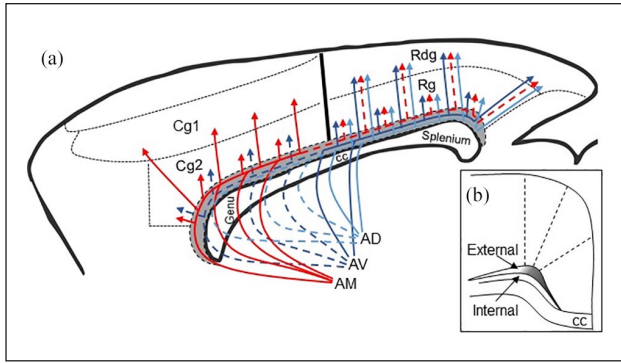 (a)
Rdg
Rg
Cg1
Cg2
Splenium
cc
Genu
AD
AV
AM
(b)
External
Internal
cc